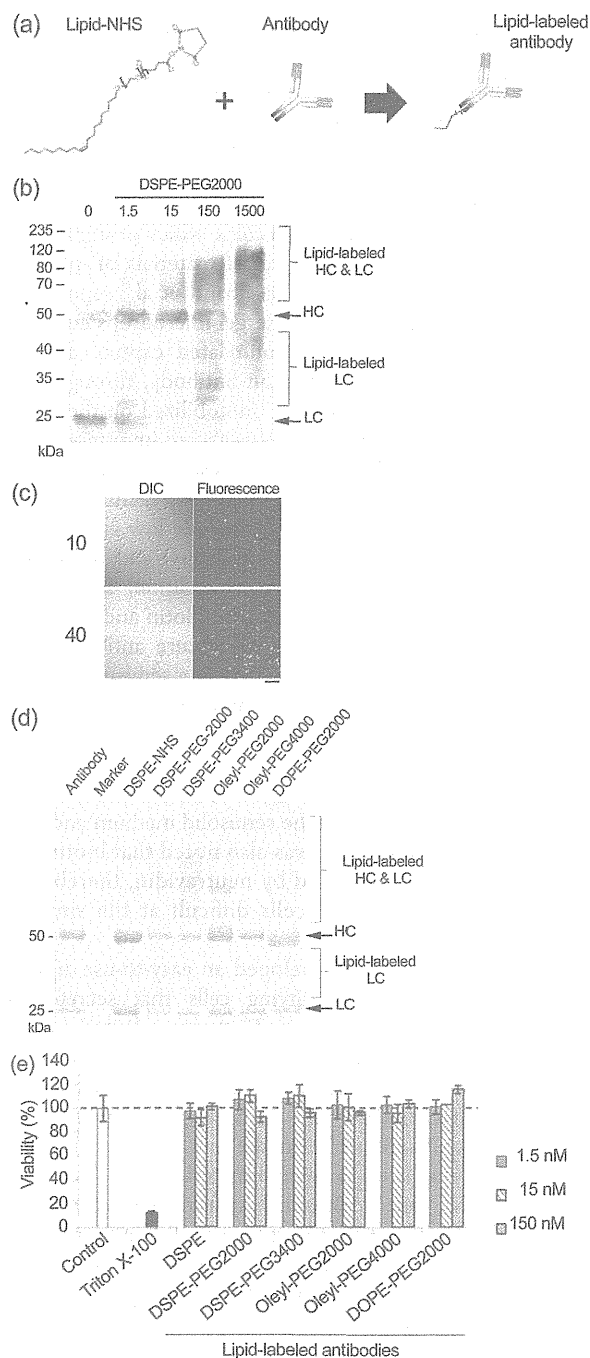 (a)
Lipid-NHS
Antibody
Lipid-labeled
antibody
+
(b)
DSPE-PEG2000
0 1.5 15 150 1500
235
120
80
70
50
40
35
25
kDa
Lipid-labeled
HC & LC
HC
Lipid-labeled
LC
LC
(c)
DIC Fluorescence
10
40
(d)
Antibody
Marker
DSPE-NHS
DSPE-PEG-2000
DSPE-PEG3400
Oleyl-PEG2000
Oleyl-PEG4000
DOPE-PEG2000
50
25
kDa
Lipid-labeled
HC & LC
HC
Lipid-labeled
LC
LC
(e)
Viability (%)
140
120
100
80
60
40
20
0
1.5 nM
15 nM
150 nM
Control
Triton X-100
DSPE
DSPE-PEG2000
DSPE-PEG3400
Oleyl-PEG2000
Oleyl-PEG4000
DOPE-PEG2000
Lipid-labeled antibodies